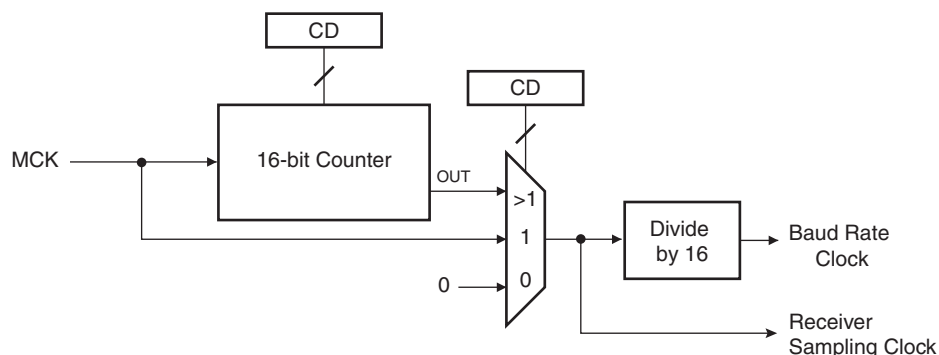 CD
CD
MCK
16-bit Counter
OUT
>1
1
0
0
Divide
by 16
Baud Rate
Clock
Receiver
Sampling Clock